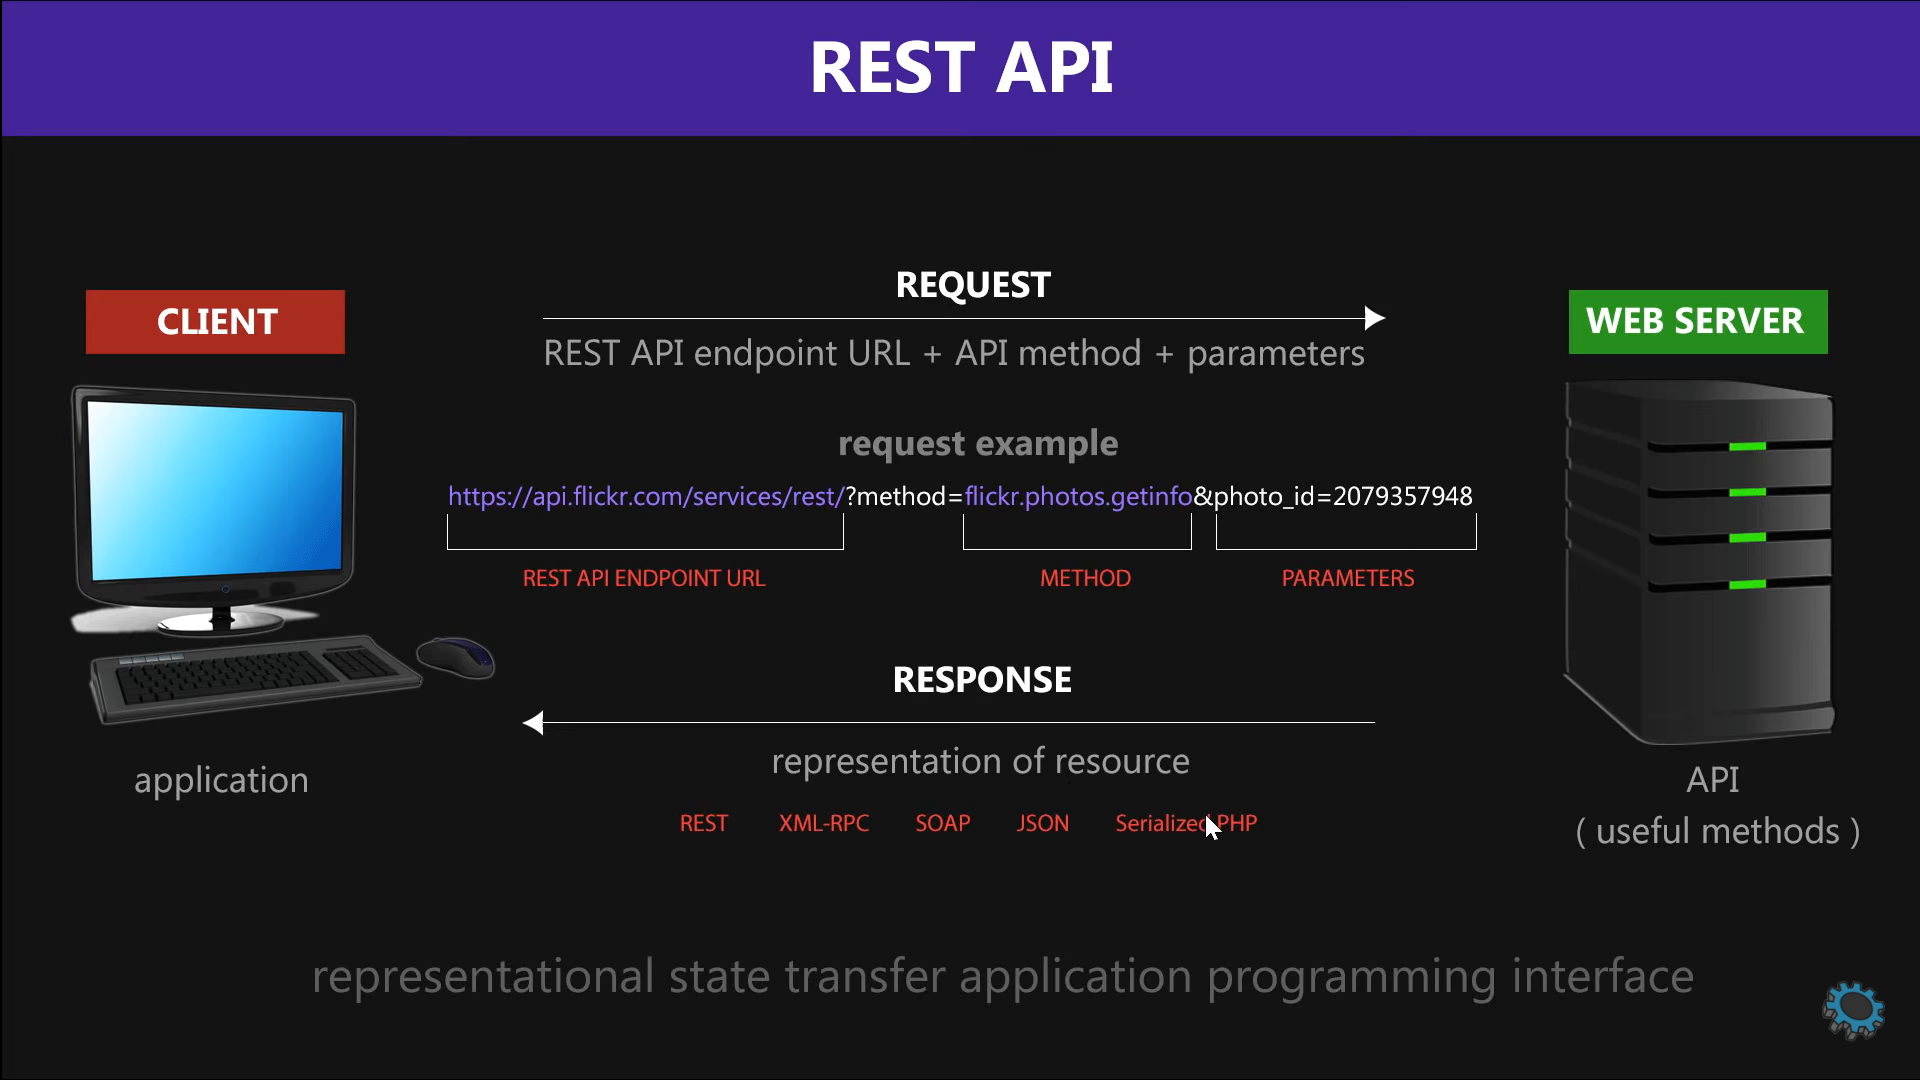 REST API
CLIENT
REQUEST
WEB SERVER
REST API endpoint URL + API method + parameters
request example
https://api.flickr.com/services/rest/?method=flickr.photos.getinfo&photo_id=2079357948
REST API ENDPOINT URL
METHOD
PARAMETERS
RESPONSE
representation of resource
REST XML-RPC SOAP JSON Serialized PHP
application
API
( useful methods )
representational state transfer application programming interface